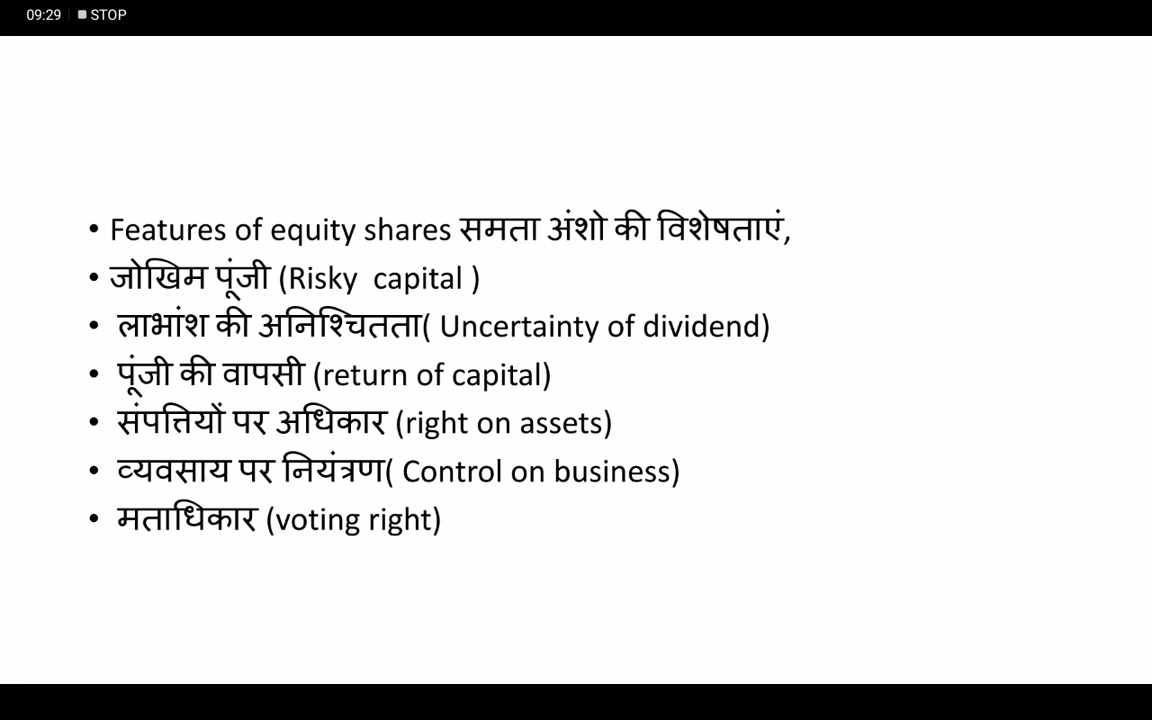 09:29 STOP
• Features of equity shares समता अंशो की विशेषताएं,
• जोखिम पूंजी (Risky  capital )
• लाभांश की अनिश्चितता( Uncertainty of dividend)
• पूंजी की वापसी (return of capital)
• संपत्तियों पर अधिकार (right on assets)
• व्यवसाय पर नियंत्रण( Control on business)
• मताधिकार (voting right)